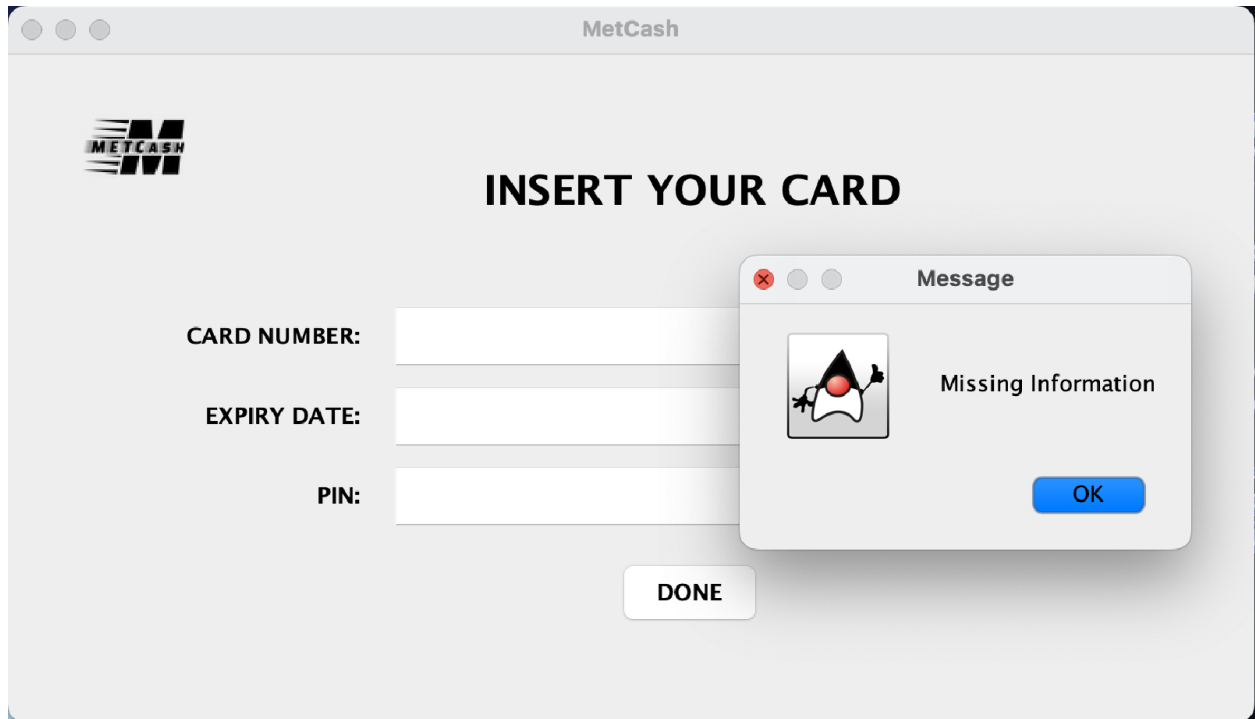 MetCash
METCASH
INSERT YOUR CARD
Message
CARD NUMBER:
Missing Information
EXPIRY DATE:
OK
PIN:
DONE